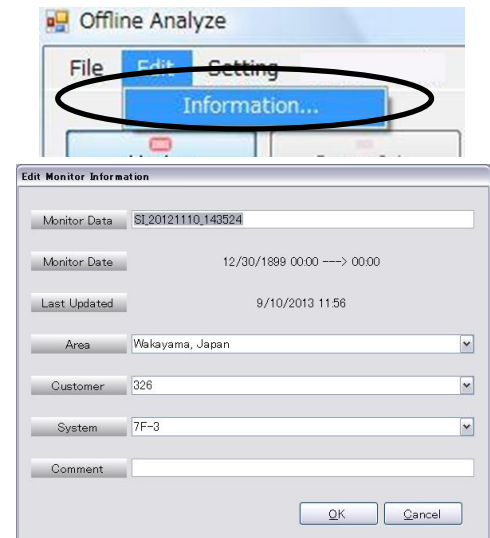 Offline Analyze
File Edit Setting
Information...
Edit Monitor Information
Monitor Data SI_20121110_143524
Monitor Date 12/30/1899 00:00 ---> 00:00
Last Updated 9/10/2013 11:56
Area Wakayama, Japan
Customer 326
System 7F-3
Comment
OK Cancel